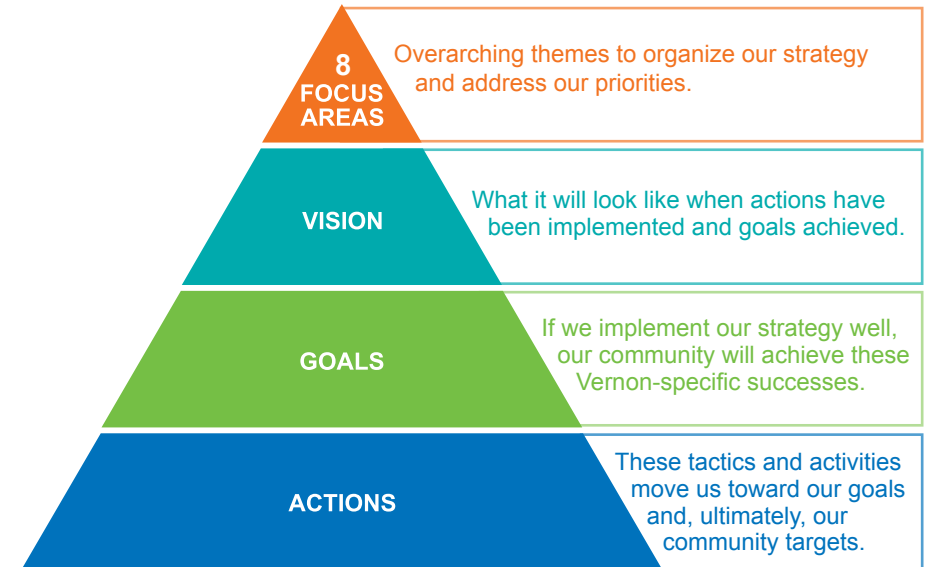 8
FOCUS
AREAS
Overarching themes to organize our strategy
and address our priorities.
VISION
What it will look like when actions have
been implemented and goals achieved.
GOALS
If we implement our strategy well,
our community will achieve these
Vernon-specific successes.
ACTIONS
These tactics and activities
move us toward our goals
and, ultimately, our
community targets.